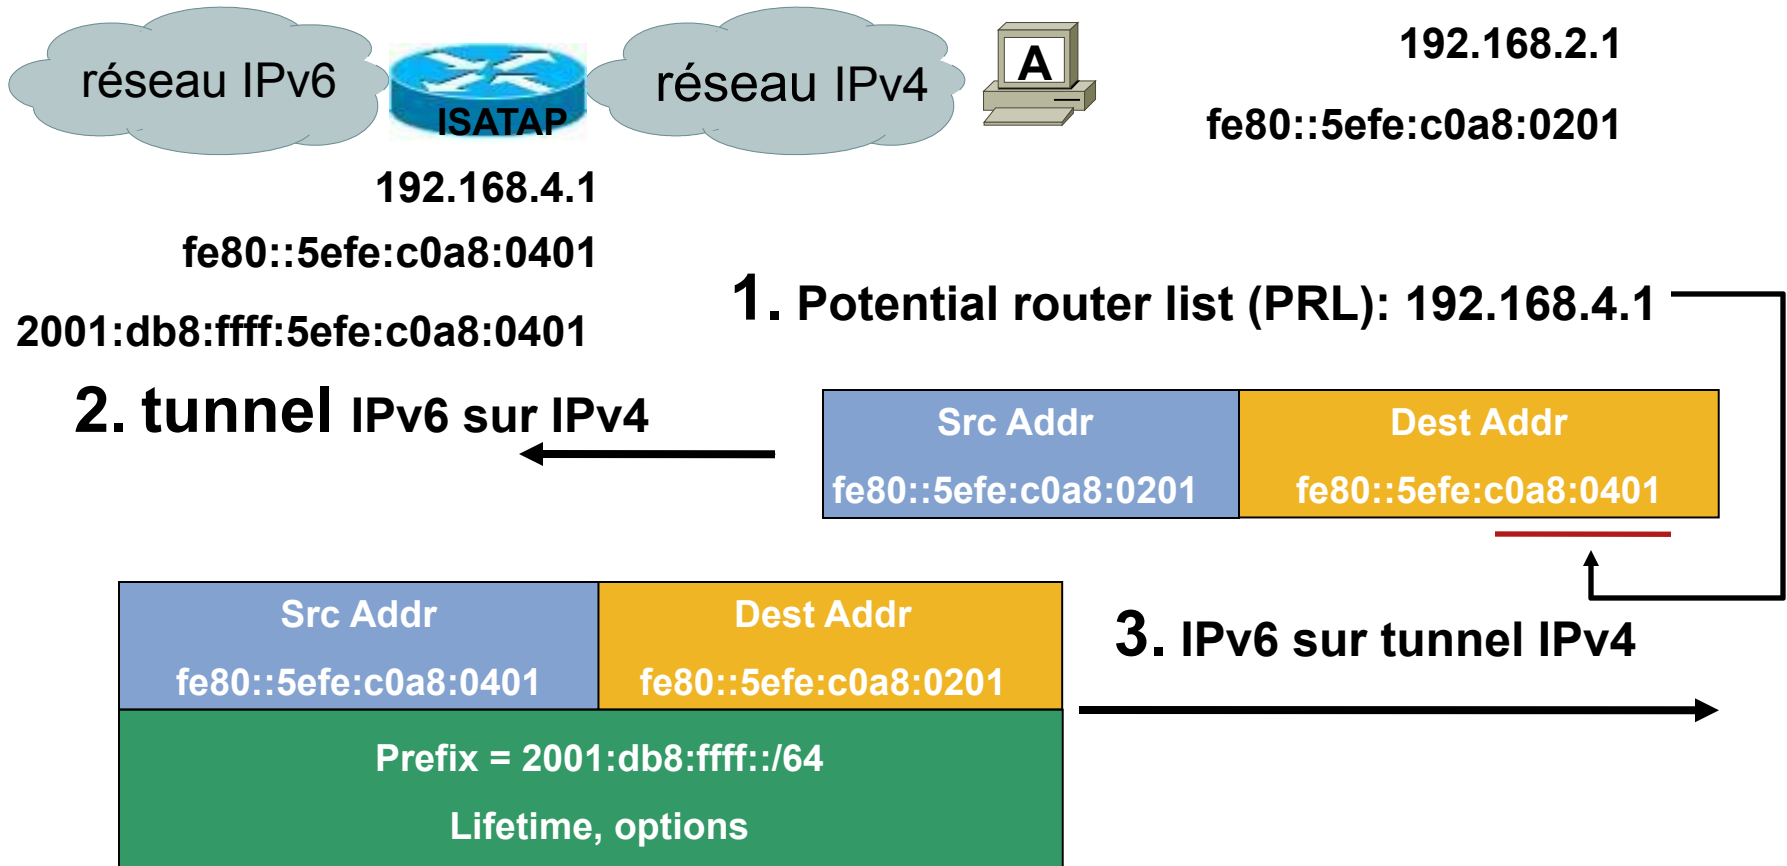 réseau IPv6
ISATAP
réseau IPv4
A
192.168.2.1
fe80::5efe:c0a8:0201
192.168.4.1
fe80::5efe:c0a8:0401
2001:db8:ffff:5efe:c0a8:0401
1. Potential router list (PRL): 192.168.4.1
2. tunnel IPv6 sur IPv4
Src Addr
fe80::5efe:c0a8:0201
Dest Addr
fe80::5efe:c0a8:0401
Src Addr
fe80::5efe:c0a8:0401
Dest Addr
fe80::5efe:c0a8:0201
Prefix = 2001:db8:ffff::/64
Lifetime, options
3. IPv6 sur tunnel IPv4